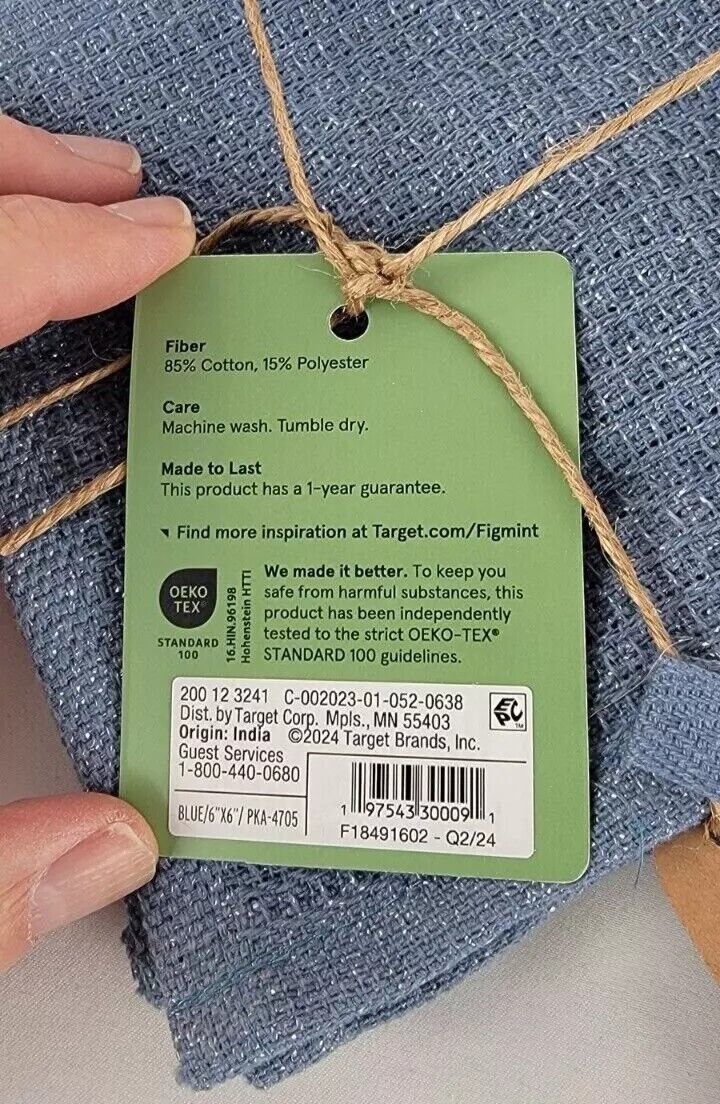 Fiber
85% Cotton, 15% Polyester
Care
Machine wash. Tumble dry.
Made to Last
This product has a 1-year guarantee.
Find more inspiration at Target.com/Figmint
OEKO
TEX®
STANDARD
100
16.HIN.96198
Hohenstein HTTI
We made it better. To keep you
safe from harmful substances, this
product has been independently
tested to the strict OEKO-TEX®
STANDARD 100 guidelines.
200 12 3241 C-002023-01-052-0638
Dist. by Target Corp. Mpls., MN 55403
Origin: India ©2024 Target Brands, Inc.
Guest Services
1-800-440-0680
EPC™
BLUE/6"X6"/ PKA-4705
1 97543 30009 1
F18491602 - Q2/24